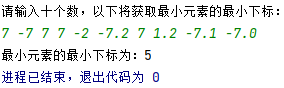 请输入十个数，以下将获取最小元素的最小下标：
7 -7 7 7 -2 -7.2 7 1.2 -7.1 -7.0
最小元素的最小下标为：5
进程已结束，退出代码为 0